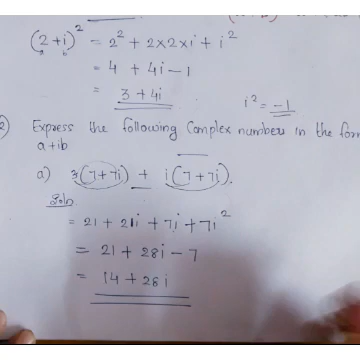 (2+i)² = 2² + 2×2×i + i²
a b
= 4 + 4i - 1
= 3 + 4i
i² = -1
2) Express the following Complex numbers in the form
a+ib
a) 3(7+7i) + i(7+7i).
Soln
= 21 + 21i + 7i + 7i²
= 21 + 28i - 7
= 14 + 28i